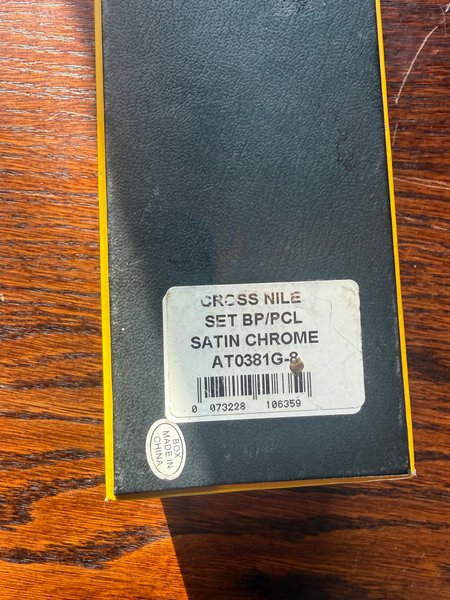 CROSS NILE
SET BP/PCL
SATIN CHROME
AT0381G-8
0 073228 106359
BOX
MADE IN
CHINA